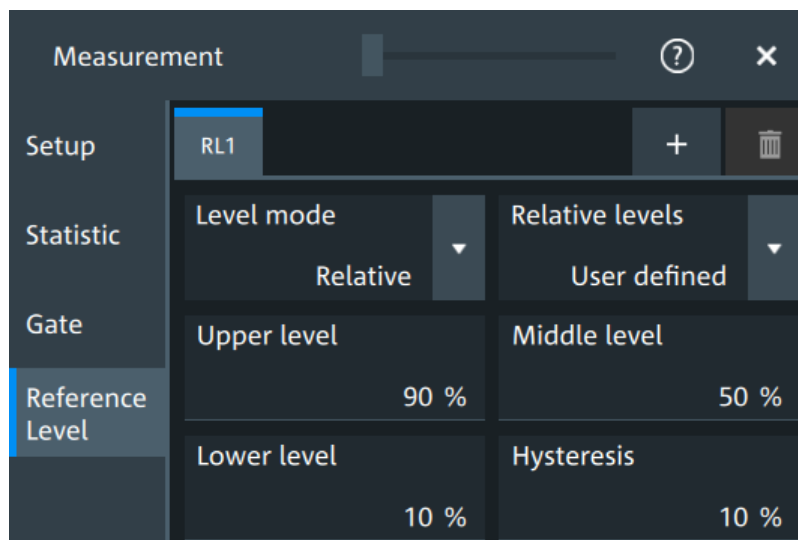 Measurement
?
×
Setup
RL1
+
Statistic
Level mode
Relative
Relative levels
User defined
Gate
Upper level
90 %
Middle level
50 %
Reference
Level
Lower level
10 %
Hysteresis
10 %